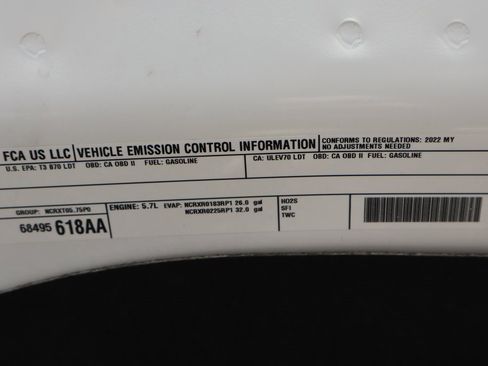 FCA US LLC VEHICLE EMISSION CONTROL INFORMATION CONFORMS TO REGULATIONS: 2022 MY
NO ADJUSTMENTS NEEDED
U.S. EPA: T3 B70 LDT OBD: CA OBD II FUEL: GASOLINE CA: ULEV70 LDT OBD: CA OBD II FUEL: GASOLINE
GROUP: NCRXT05.75P0 ENGINE: 5.7L EVAP: NCRXR0183RP1 26.0 gal HO2S
NCRXR0225RP1 32.0 gal SFI
TWC
68495 618AA